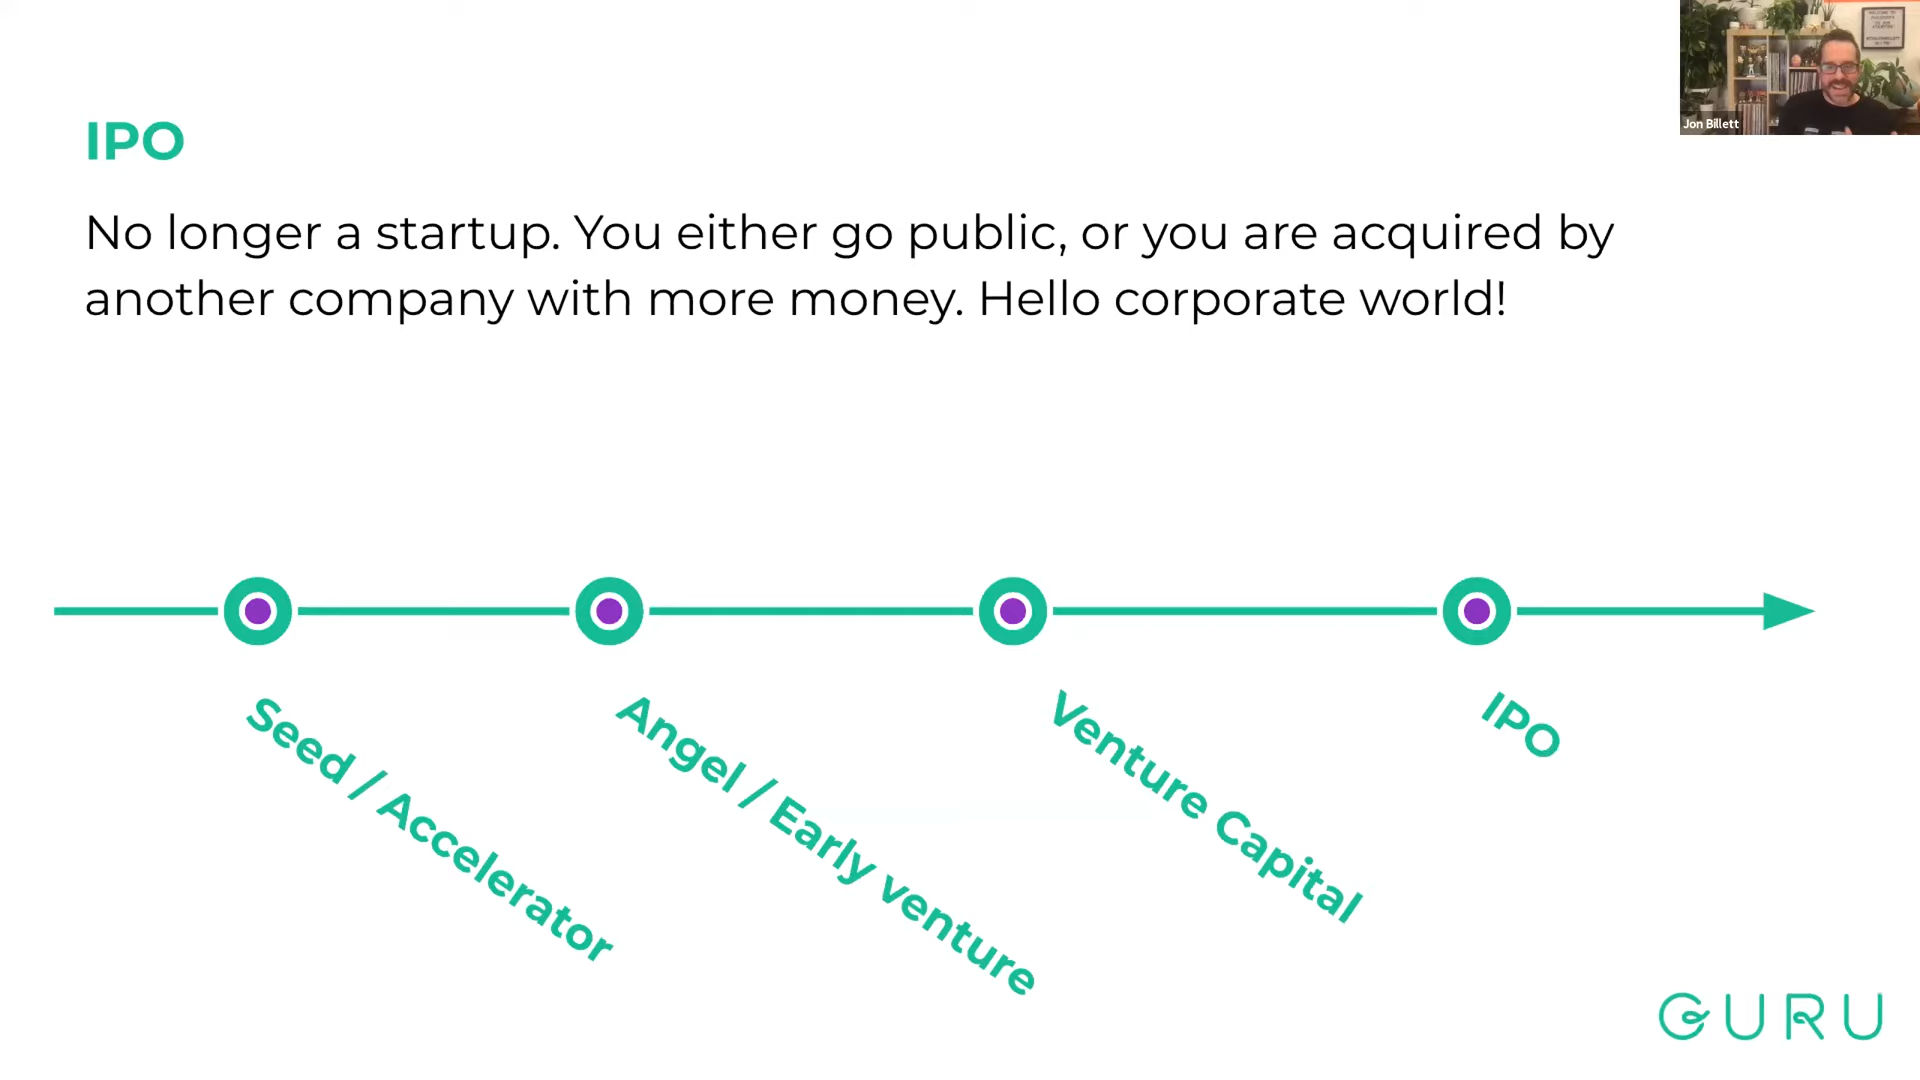 IPO
No longer a startup. You either go public, or you are acquired by
another company with more money. Hello corporate world!
Seed / Accelerator
Angel / Early venture
Venture Capital
IPO
GURU
Jon Billett